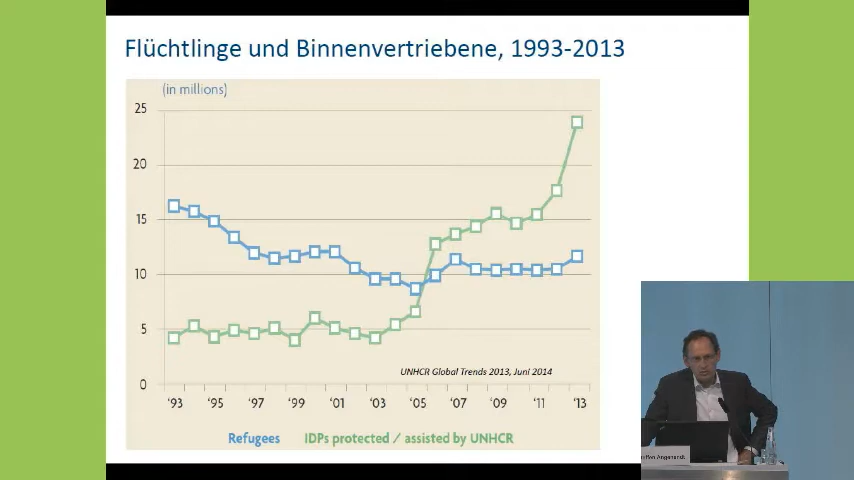 Flüchtlinge und Binnenvertriebene, 1993-2013
(in millions)
25
20
15
10
5
0
UNHCR Global Trends 2013, Juni 2014
'93 '95 '97 '99 '01 '03 '05 '07 '09 '11 '13
Refugees IDPs protected / assisted by UNHCR
Angenendt